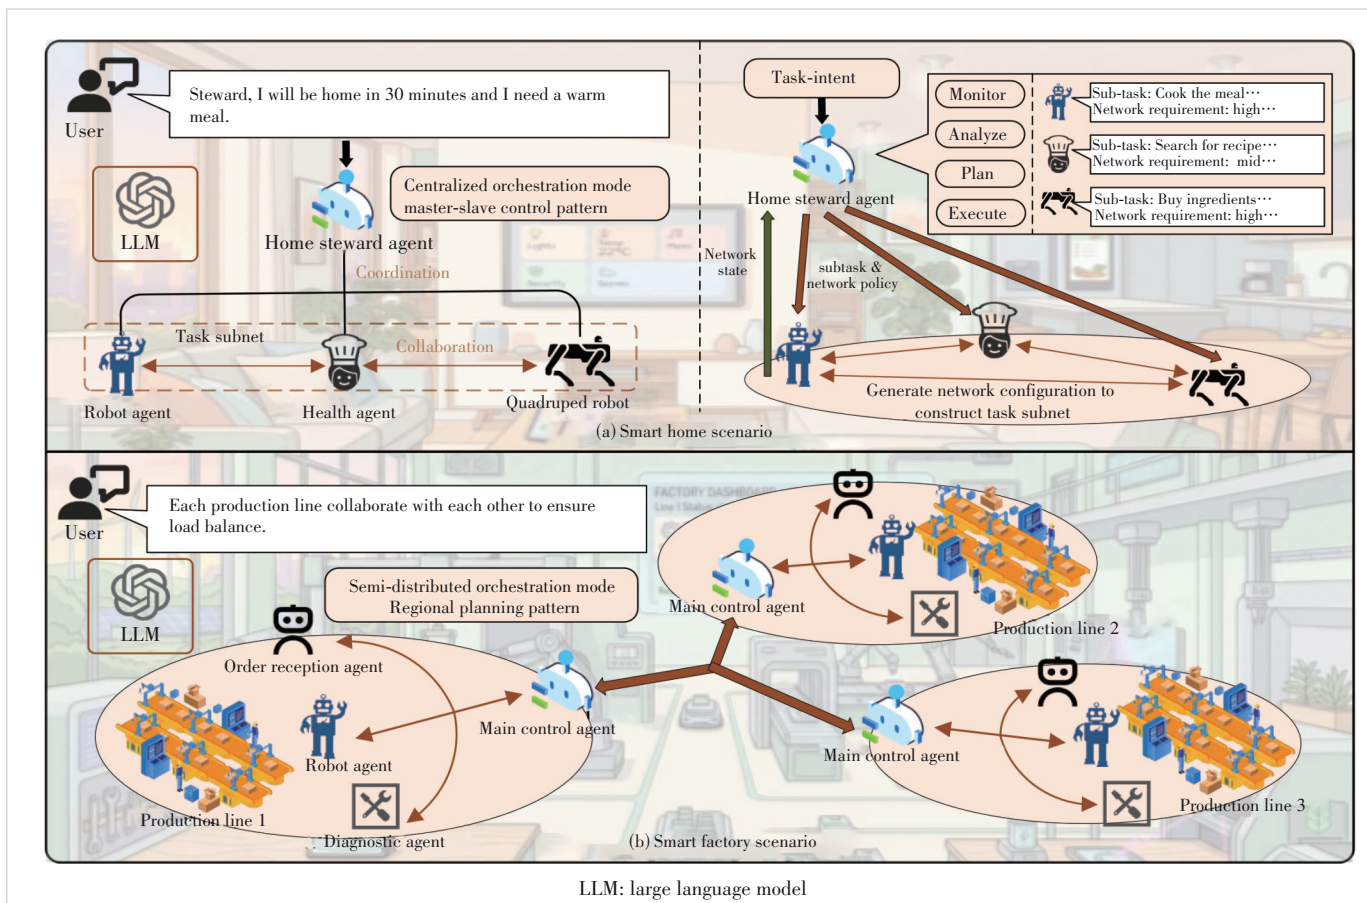 Steward, I will be home in 30 minutes and I need a warm
meal.
User
LLM
Centralized orchestration mode
master-slave control pattern
Home steward agent
Coordination
Task subnet
Collaboration
Robot agent
Health agent
Quadruped robot
Task-intent
Monitor
Analyze
Plan
Execute
Sub-task: Cook the meal…
Network requirement: high…
Sub-task: Search for recipe…
Network requirement: mid…
Sub-task: Buy ingredients…
Network requirement: high…
Home steward agent
Network
state
subtask &
network policy
Generate network configuration to
construct task subnet
(a) Smart home scenario
User
Each production line collaborate with each other to ensure
load balance.
LLM
Semi-distributed orchestration mode
Regional planning pattern
FACTORY DASHBOARD
Line 1 Status
Order reception agent
Main control agent
Robot agent
Production line 1
Diagnostic agent
Main control agent
Production line 2
Main control agent
Production line 3
(b) Smart factory scenario
LLM: large language model